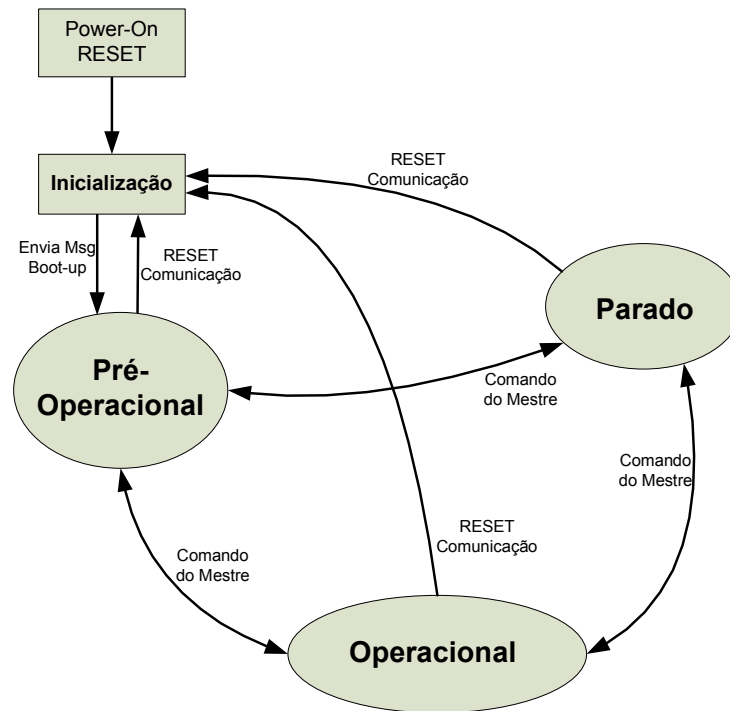 Power-On
RESET
Inicialização
RESET
Comunicação
Envia Msg
Boot-up
RESET
Comunicação
Parado
Pré-
Operacional
Comando
do Mestre
Comando
do Mestre
RESET
Comunicação
Comando
do Mestre
Operacional